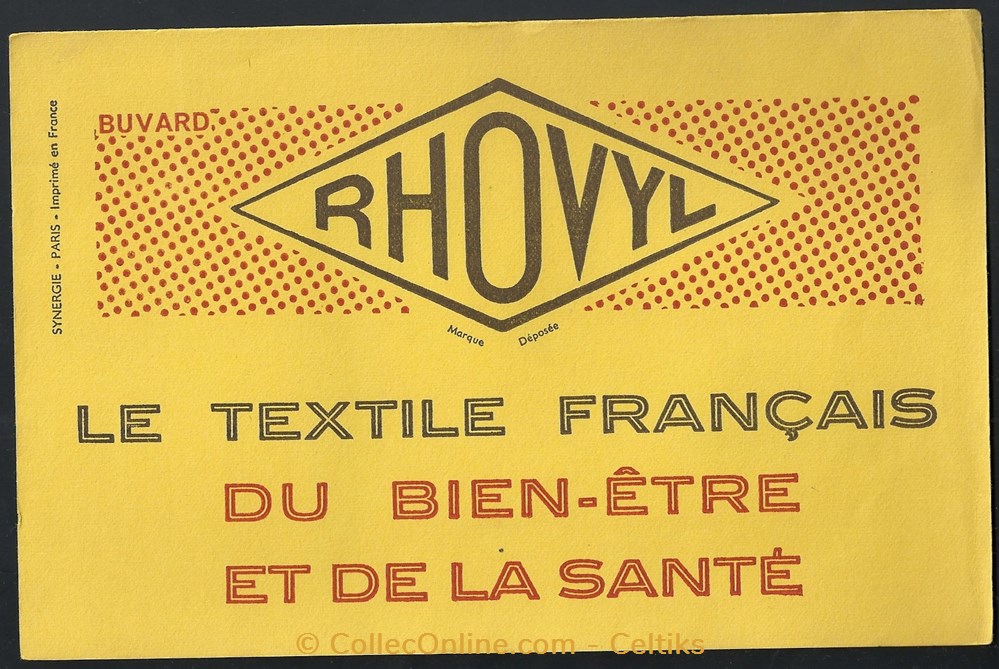 BUVARD
RHOVYL
Marque Déposée
SYNERGIE - PARIS - Imprimé en France
LE TEXTILE FRANÇAIS
DU BIEN-ÊTRE
ET DE LA SANTÉ
© CollecOnline.com - Celtiks